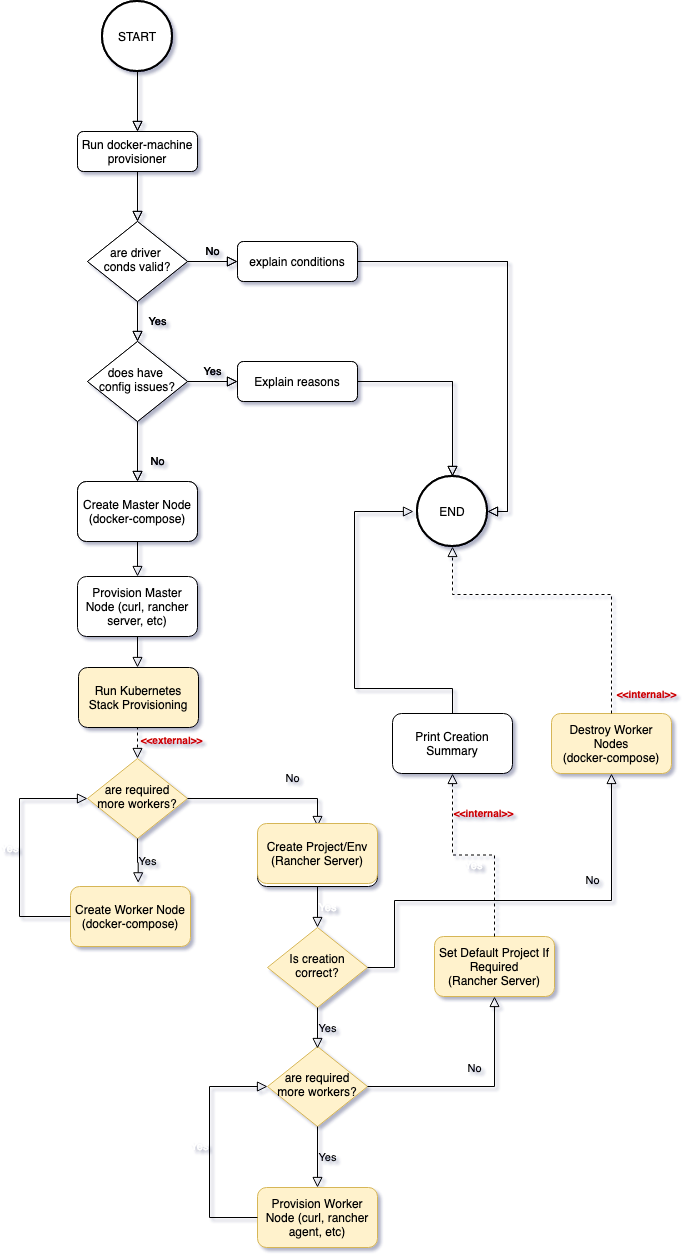 START
Run docker-machine
provisioner
are driver
conds valid?
No
explain conditions
Yes
does have
config issues?
Yes
Explain reasons
No
Create Master Node
(docker-compose)
END
Provision Master
Node (curl, rancher
server, etc)
Run Kubernetes
Stack Provisioning
<<internal>>
<<external>>
Print Creation
Summary
Destroy Worker
Nodes
(docker-compose)
are required
more workers?
No
<<internal>>
Create Project/Env
(Rancher Server)
Yes
No
Create Worker Node
(docker-compose)
Is creation
correct?
Set Default Project If
Required
(Rancher Server)
Yes
are required
more workers?
No
Yes
Provision Worker
Node (curl, rancher
agent, etc)